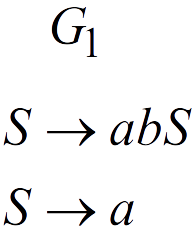 G₁
S → abS
S → a